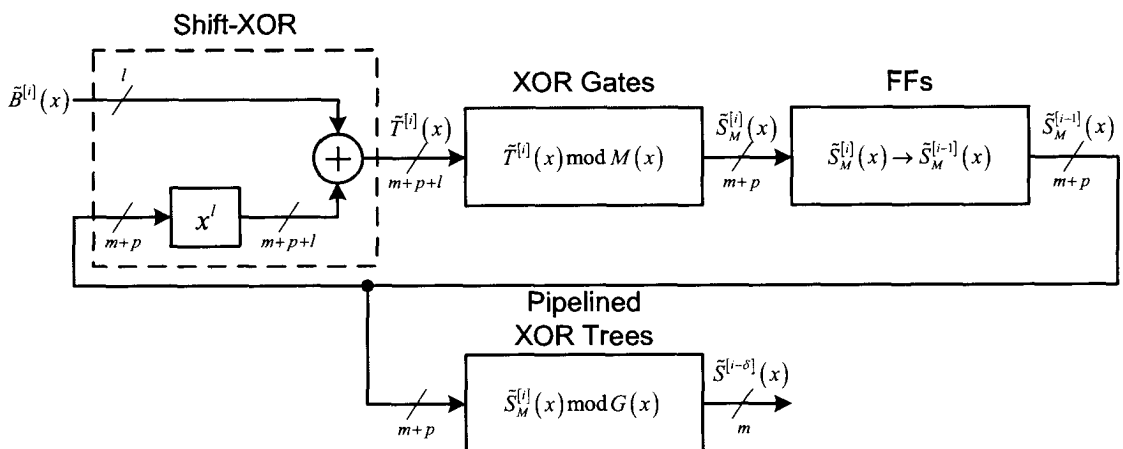 Shift-XOR
B̃^[i](x)
l
XOR Gates
FFs
T̃^[i](x)
m+p+l
T̃^[i](x) mod M(x)
S̃_M^[i](x)
m+p
S̃_M^[i](x) → S̃_M^[i-1](x)
S̃_M^[i-1](x)
m+p
m+p
x^l
m+p+l
Pipelined
XOR Trees
m+p
S̃_M^[i](x) mod G(x)
S̃^[i-δ](x)
m